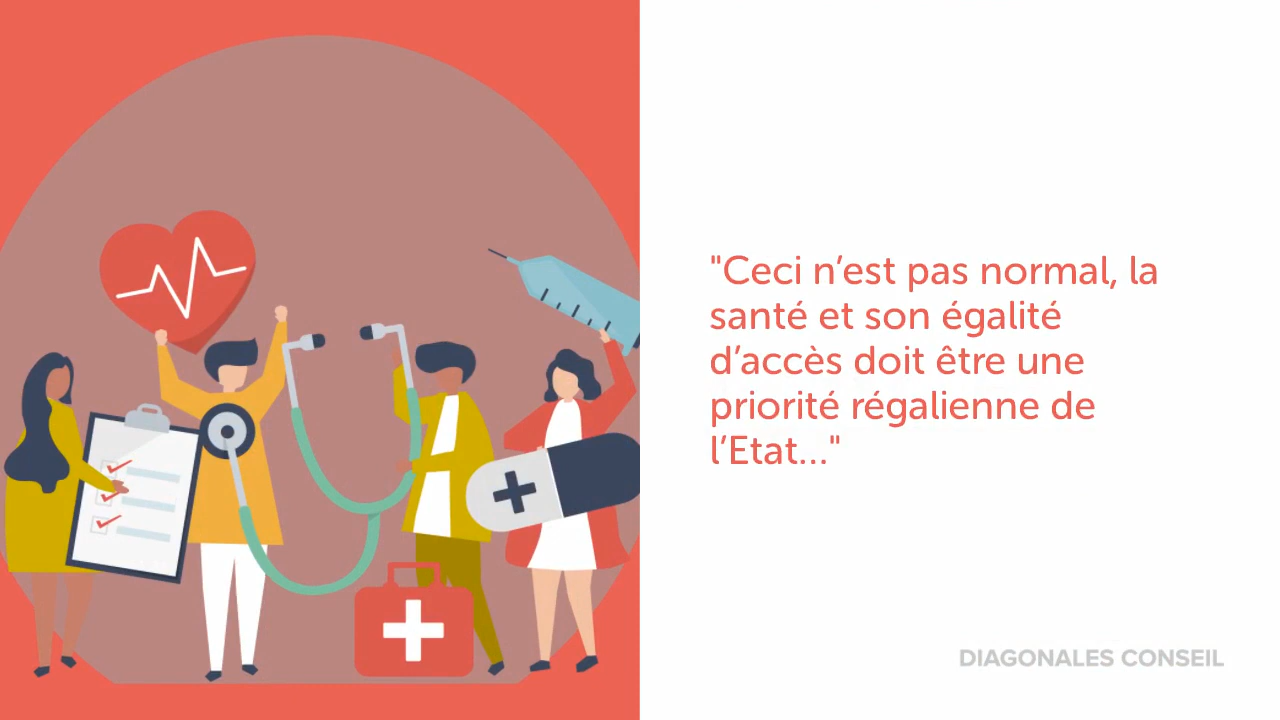 "Ceci n’est pas normal, la
santé et son égalité
d’accès doit être une
priorité régalienne de
l’Etat..."
DIAGONALES CONSEIL